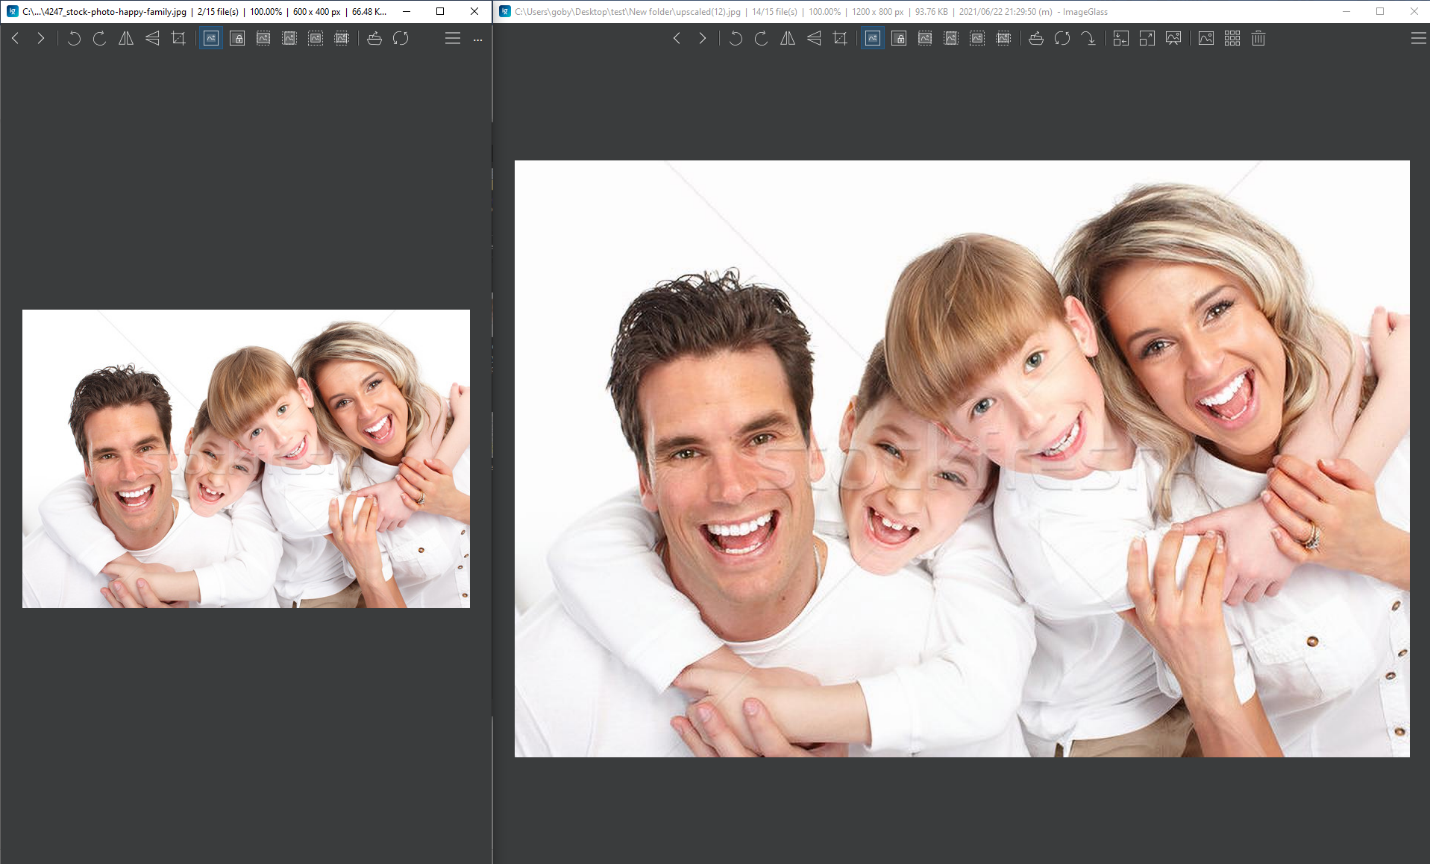 C:\...\4247_stock-photo-happy-family.jpg | 2/15 file(s) | 100.00% | 600 x 400 px | 66.48 K...
C:\Users\goby\Desktop\test\New folder\upscaled(12).jpg | 14/15 file(s) | 100.00% | 1200 x 800 px | 93.76 KB | 2021/06/22 21:29:50 (m) - ImageGlass
stockfresh